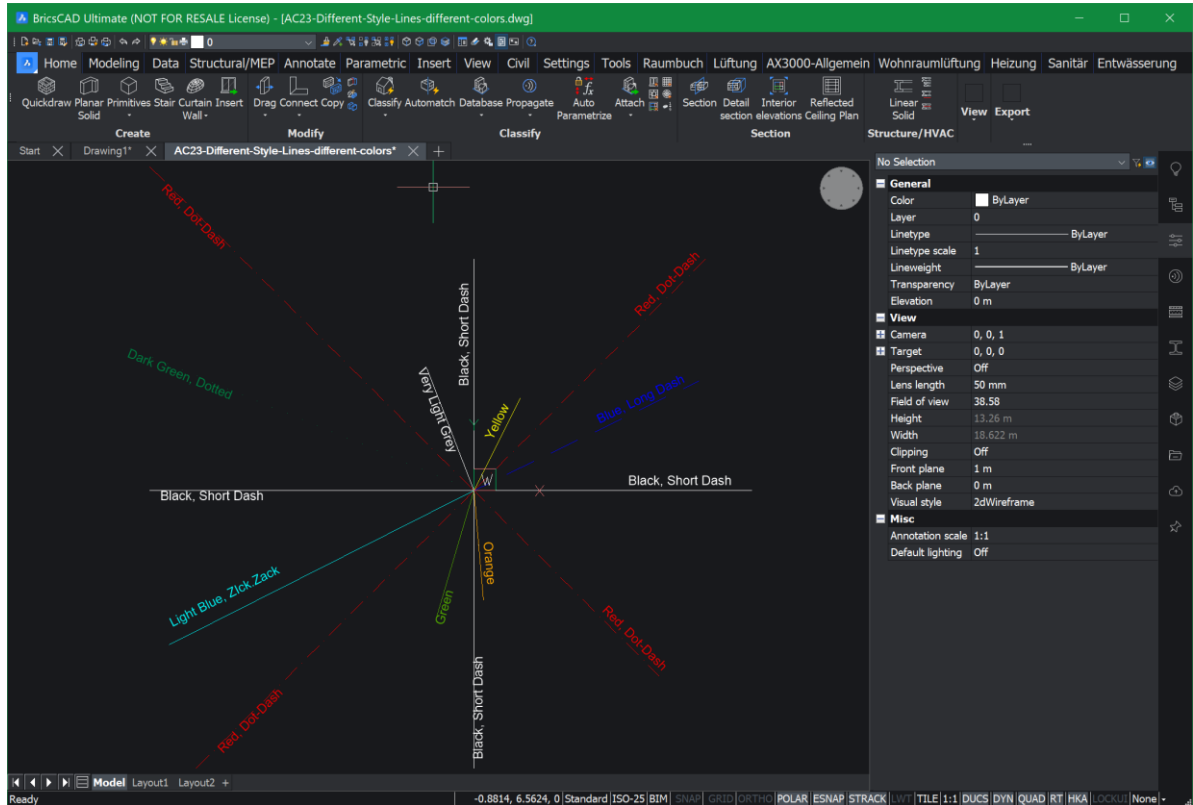 BricsCAD Ultimate (NOT FOR RESALE License) - [AC23-Different-Style-Lines-different-colors.dwg]
0
Home Modeling Data Structural/MEP Annotate Parametric Insert View Civil Settings Tools Raumbuch Lüftung AX3000-Allgemein Wohnraumlüftung Heizung Sanitär Entwässerung
Quickdraw Planar Solid Primitives Stair Curtain Wall Insert
Drag Connect Copy
Classify Automatch Database Propagate Auto Parametrize Attach
Section Detail section Interior elevations Reflected Ceiling Plan
Linear Solid
View Export
Create Modify Classify Section Structure/HVAC
Start Drawing1* AC23-Different-Style-Lines-different-colors*
Red, Dot-Dash
Red, Dot-Dash
Black, Short Dash
Dark Green, Dotted
Very Light Grey
Yellow
Blue, Long Dash
W
Black, Short Dash
Black, Short Dash
X
Orange
Light Blue, ZIck.Zack
Green
Red, Dot-Dash
Red, Dot-Dash
Black, Short Dash
No Selection
General
Color ByLayer
Layer 0
Linetype ByLayer
Linetype scale 1
Lineweight ByLayer
Transparency ByLayer
Elevation 0 m
View
Camera 0, 0, 1
Target 0, 0, 0
Perspective Off
Lens length 50 mm
Field of view 38.58
Height 13.26 m
Width 18.622 m
Clipping Off
Front plane 1 m
Back plane 0 m
Visual style 2dWireframe
Misc
Annotation scale 1:1
Default lighting Off
Model Layout1 Layout2 +
Ready
-0.8814, 6.5624, 0 Standard ISO-25 BIM SNAP GRID ORTHO POLAR ESNAP STRACK LWT TILE 1:1 DUCS DYN QUAD RT HKA LOCKUI None